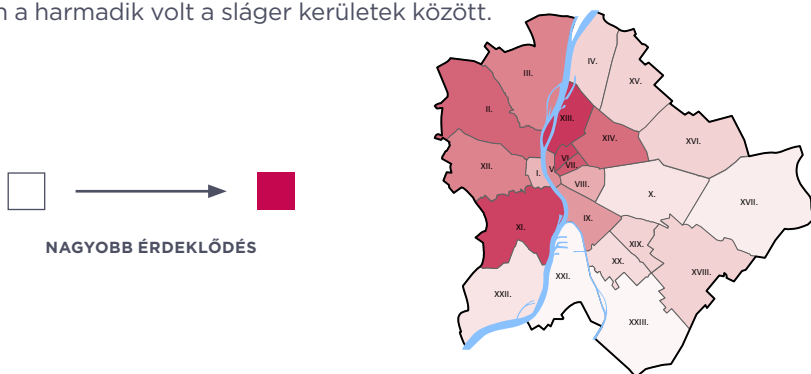 a harmadik volt a sláger kerületek között.
NAGYOBB ÉRDEKLŐDÉS
IV.
III.
XV.
II.
XIII.
XIV.
XVI.
VI.
VII.
XII.
I.
V.
VIII.
X.
XVII.
XI.
IX.
XIX.
XX.
XVIII.
XXI.
XXII.
XXIII.